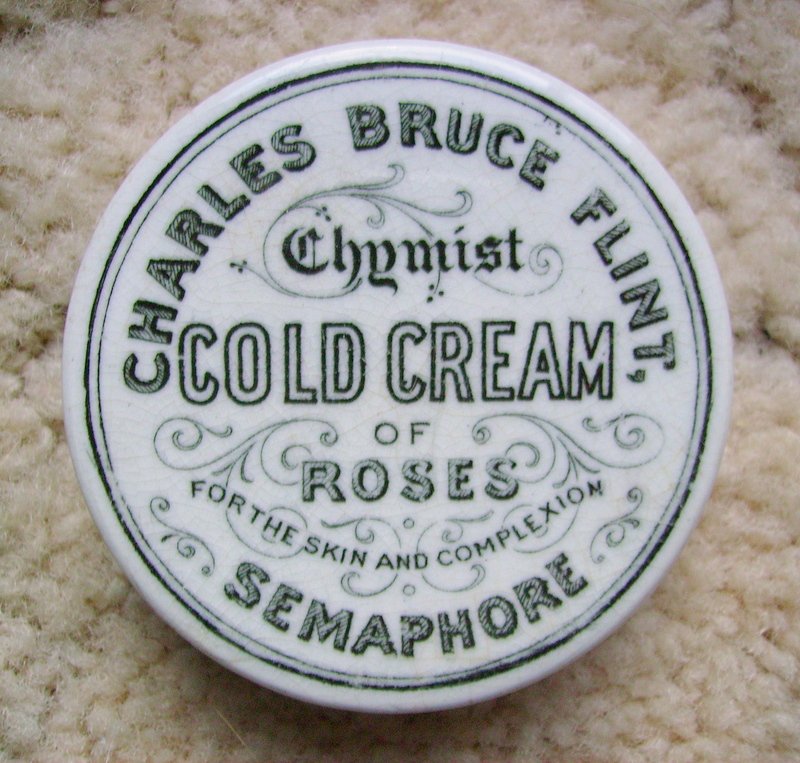 CHARLES BRUCE FLINT,
Chymist
COLD CREAM
OF
ROSES
FOR THE SKIN AND COMPLEXION
SEMAPHORE